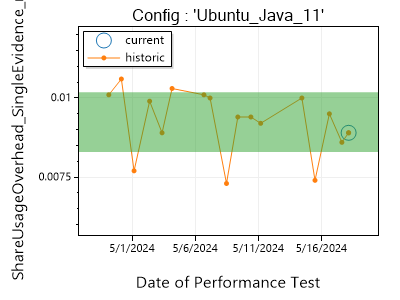 Config : 'Ubuntu_Java_11'
current
historic
ShareUsageOverhead_SingleEvidence_
0.01
0.0075
5/1/2024
5/6/2024
5/11/2024
5/16/2024
Date of Performance Test